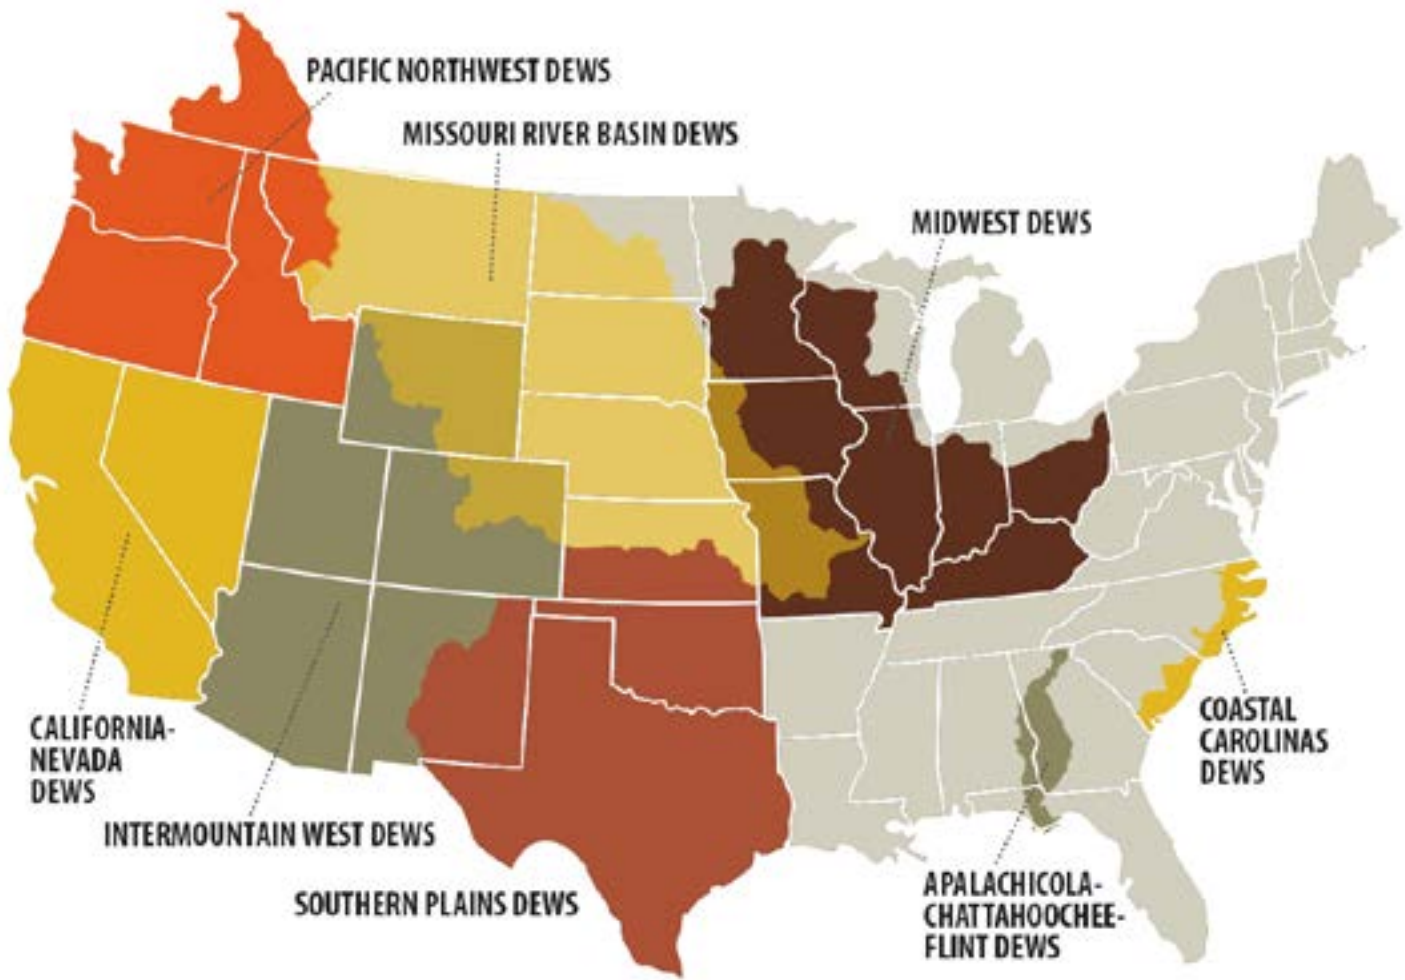 PACIFIC NORTHWEST DEWS
MISSOURI RIVER BASIN DEWS
MIDWEST DEWS
CALIFORNIA-
NEVADA
DEWS
INTERMOUNTAIN WEST DEWS
SOUTHERN PLAINS DEWS
COASTAL
CAROLINAS
DEWS
APALACHICOLA-
CHATTAHOOCHEE-
FLINT DEWS